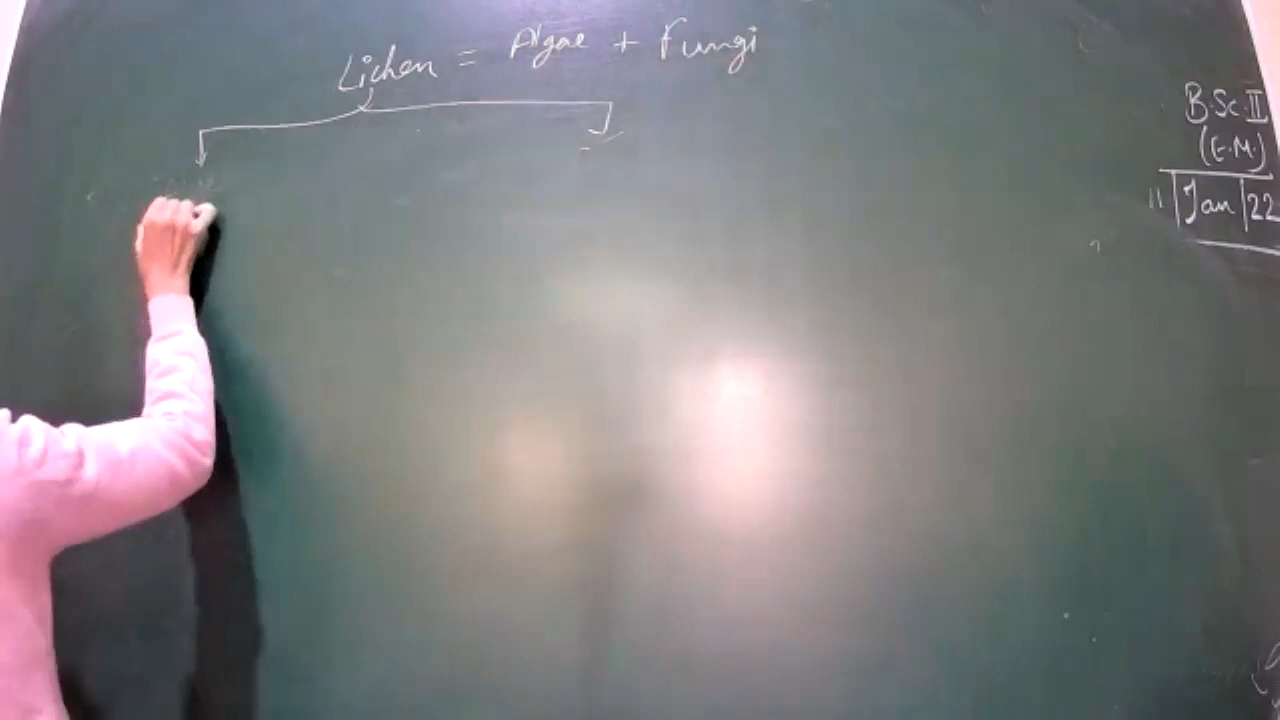 Lichen = Algae + Fungi
B.Sc. II
(E.M.)
11 | Jan | 22